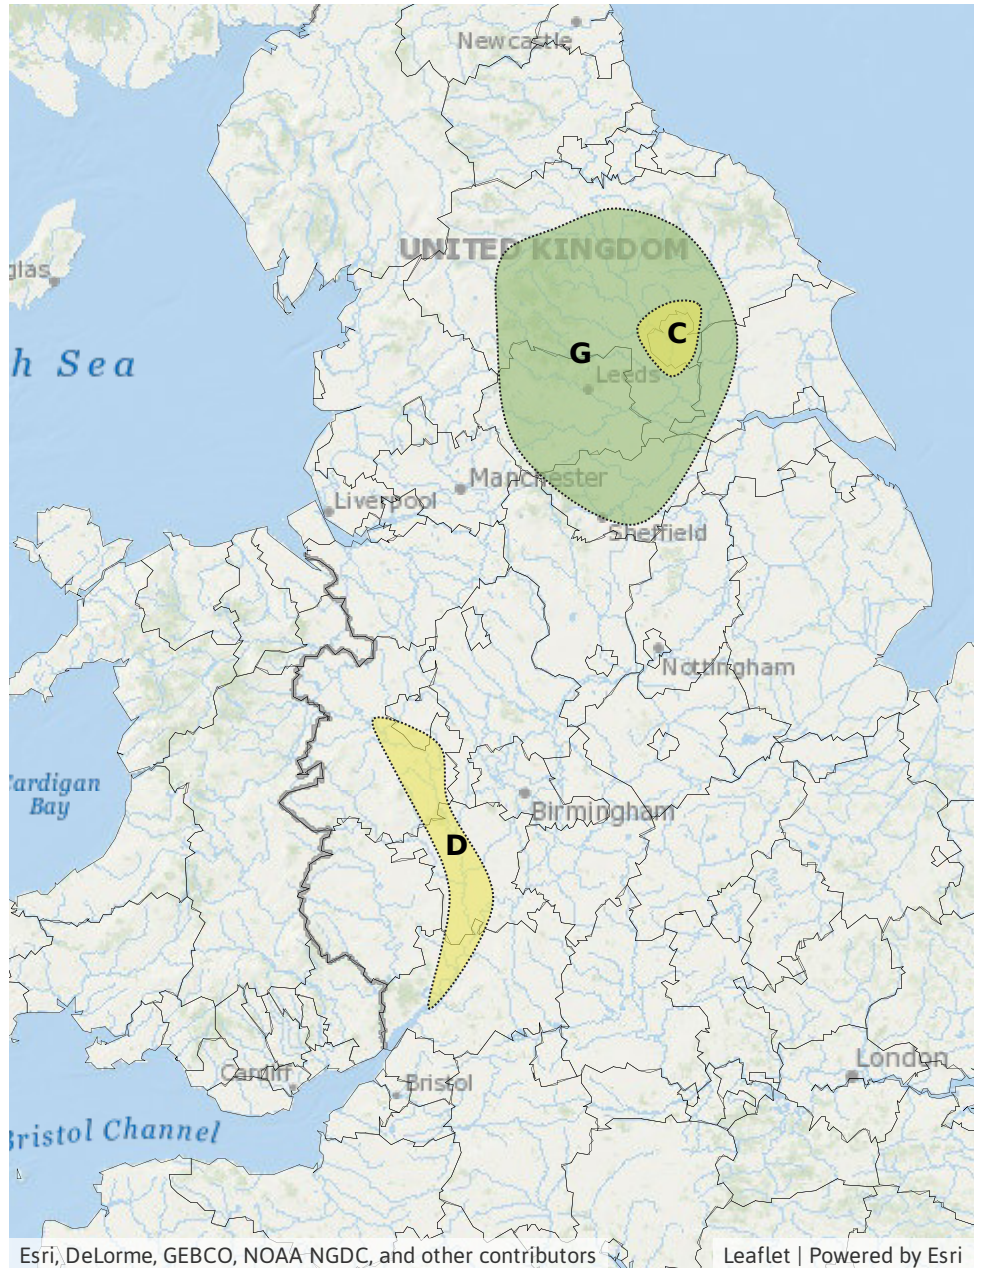 Newcastle
UNITED KINGDOM
glas
C
G
h Sea
Leeds
Manchester
Liverpool
Sheffield
Nottingham
Cardigan
Bay
Birmingham
D
London
Cardiff
Bristol
Bristol Channel
Esri, DeLorme, GEBCO, NOAA NGDC, and other contributors
Leaflet | Powered by Esri